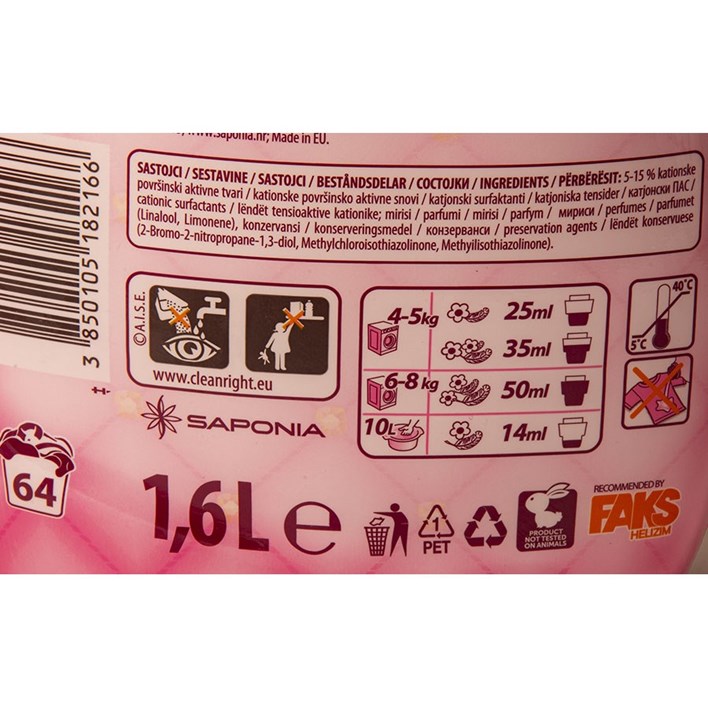 www.saponia.hr; Made in EU.
SASTOJCI / SESTAVINE / SASTOJCI / BESTÅNDSDELAR / СОСТОЈКИ / INGREDIENTS / PËRBËRËSIT: 5-15 % kationske
površinski aktivne tvari / kationske površinsko aktivne snovi / katjonski surfaktanti / katjoniska tensider / катјонски ПАС /
cationic surfactants / lëndët tensioaktive kationike; mirisi / parfumi / mirisi / parfym / мириси / perfumes / parfumet
(Linalool, Limonene), konzervansi / konserveringsmedel / конзерванси / preservation agents / lëndët konservuese
(2-Bromo-2-nitropropane-1,3-diol, Methylchloroisothiazolinone, Methyilisothiazolinone).
3 850105 182166
© A.I.S.E.
www.cleanright.eu
4-5kg 25ml
35ml
6-8 kg 50ml
10L 14ml
40°C
5°C
SAPONIA
64
1,6L e
1
PET
PRODUCT
NOT TESTED
ON ANIMALS
RECOMMENDED BY
FAKS
HELIZIM